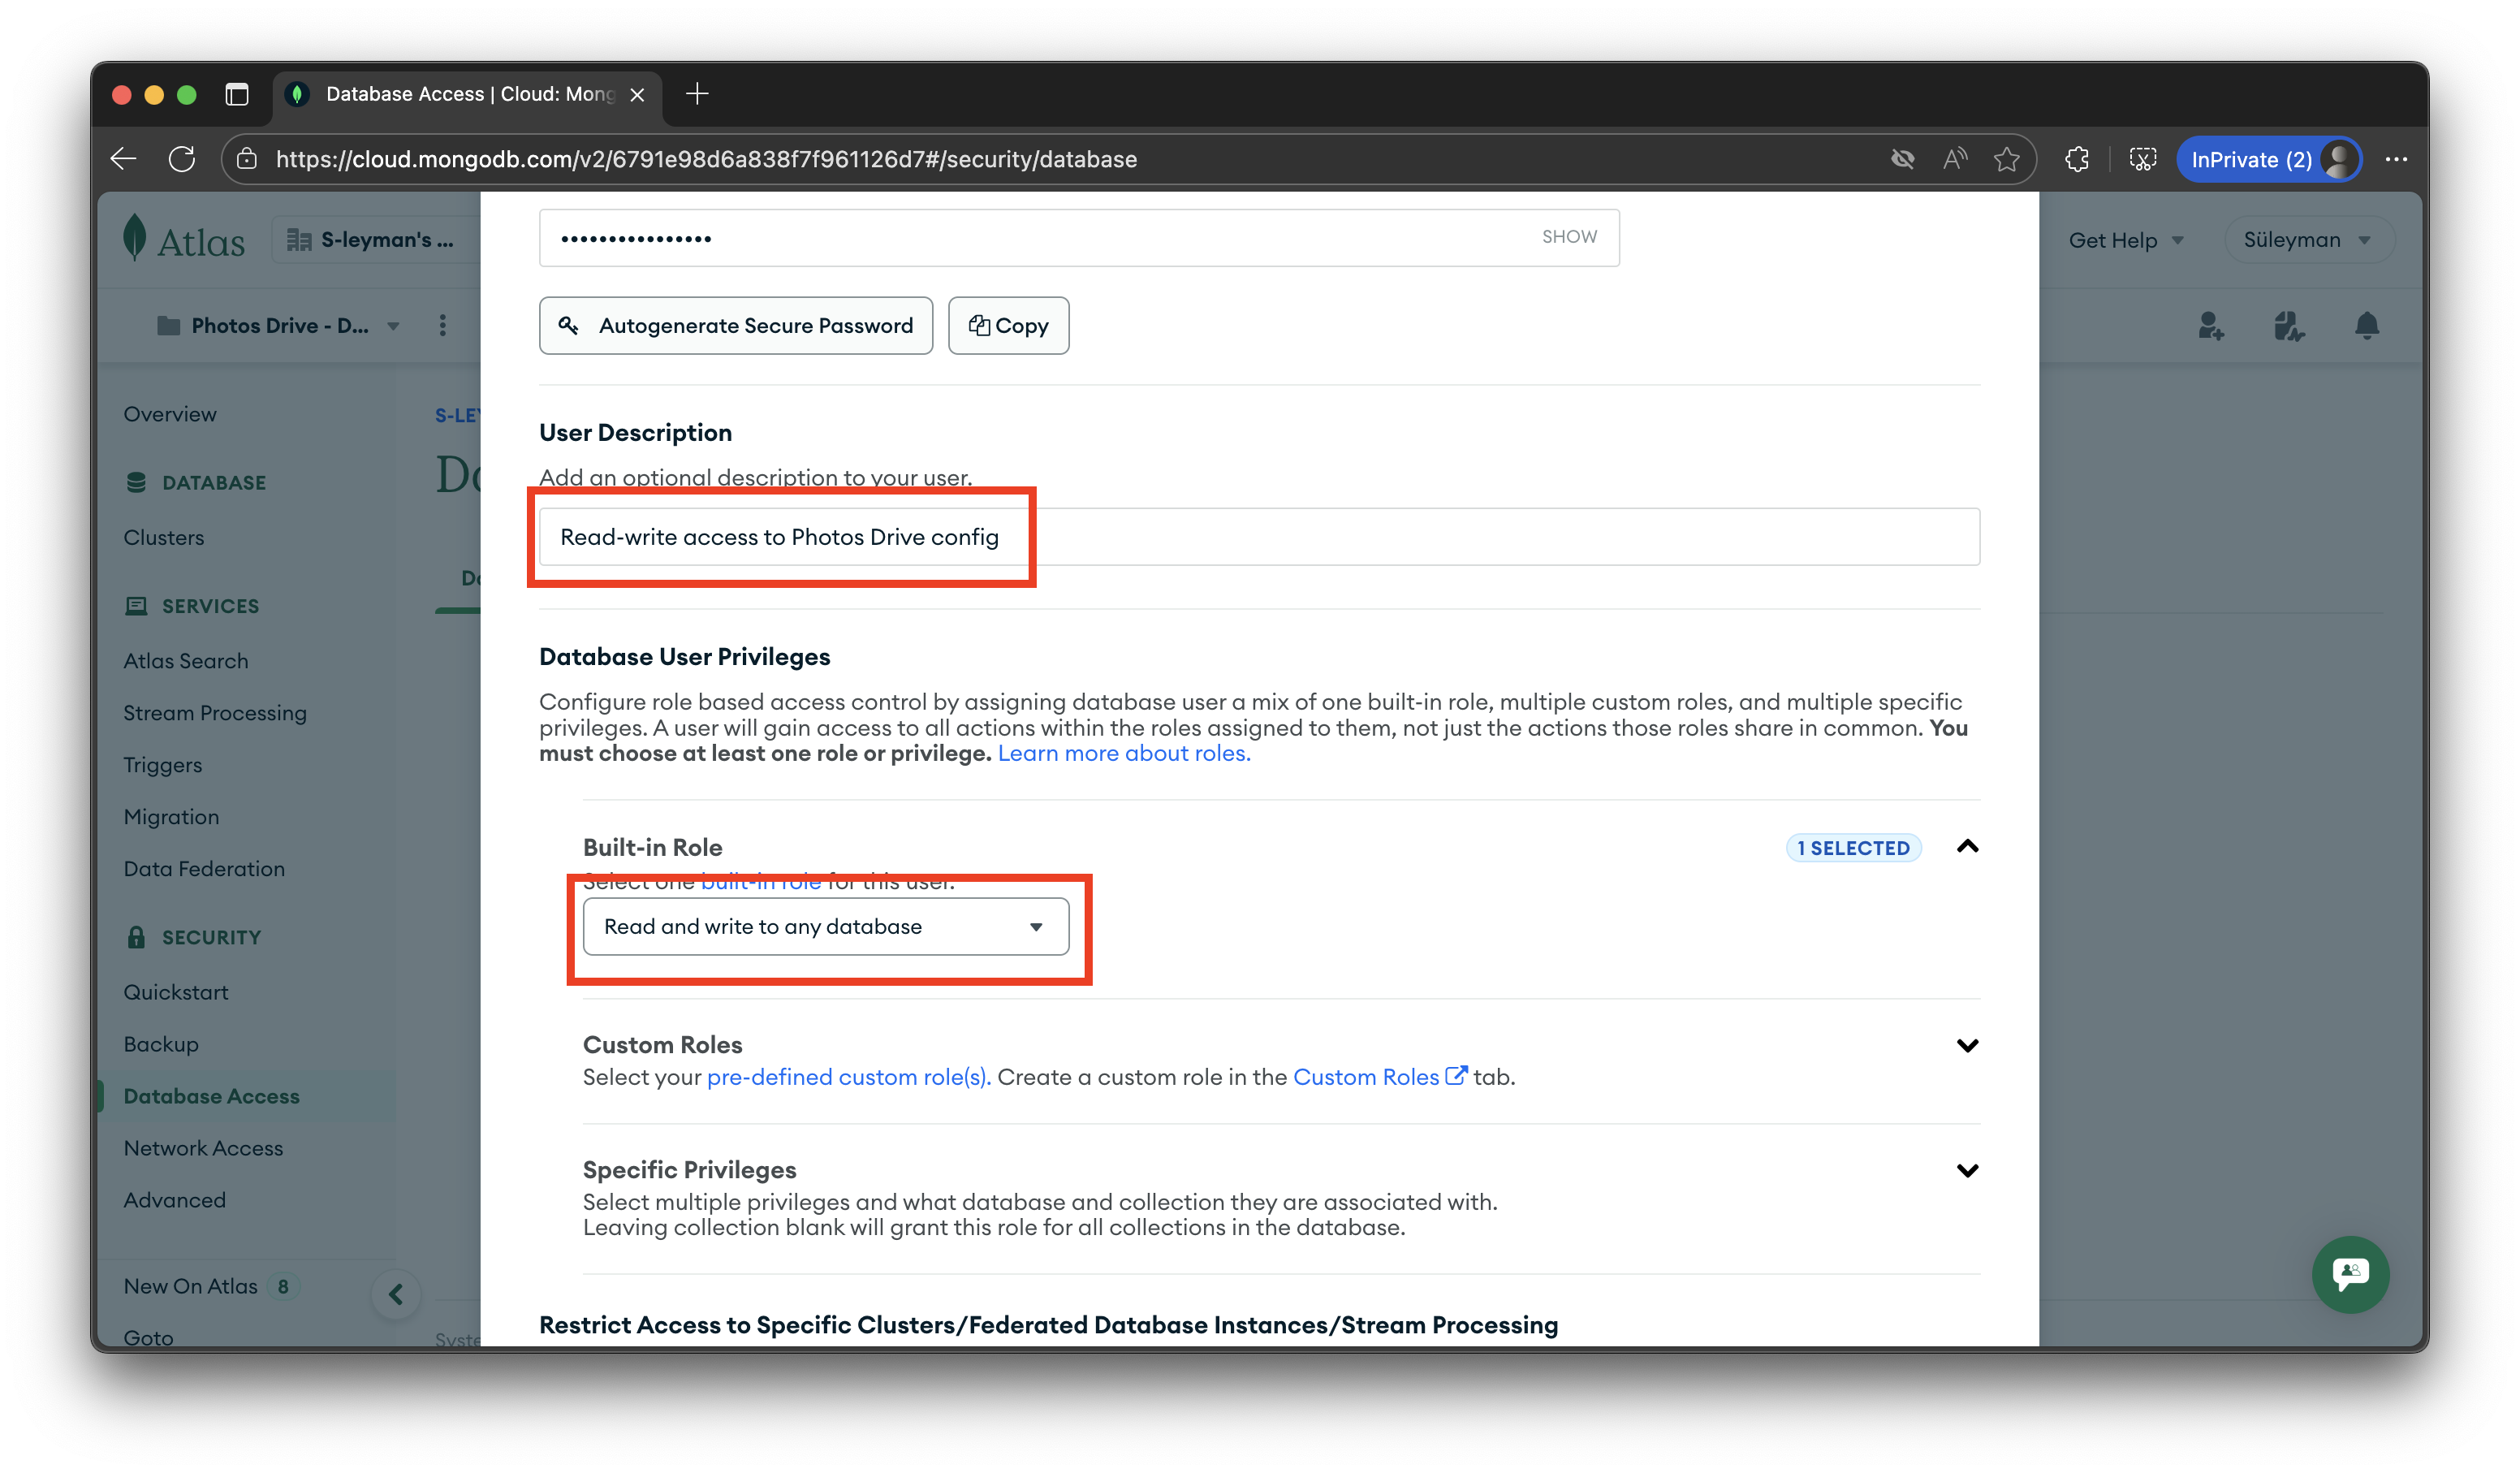 Database Access | Cloud: Mong
https://cloud.mongodb.com/v2/6791e98d6a838f7f961126d7#/security/database
InPrivate (2)
Atlas
S-leyman's ...
Get Help
Süleyman
Photos Drive - D...
Overview
DATABASE
Clusters
SERVICES
Atlas Search
Stream Processing
Triggers
Migration
Data Federation
SECURITY
Quickstart
Backup
Database Access
Network Access
Advanced
New On Atlas 8
Goto
S-LEY
SHOW
Autogenerate Secure Password
Copy
User Description
Add an optional description to your user.
Read-write access to Photos Drive config
Database User Privileges
Configure role based access control by assigning database user a mix of one built-in role, multiple custom roles, and multiple specific
privileges. A user will gain access to all actions within the roles assigned to them, not just the actions those roles share in common. You
must choose at least one role or privilege. Learn more about roles.
Built-in Role
1 SELECTED
Select one built-in role for this user.
Read and write to any database
Custom Roles
Select your pre-defined custom role(s). Create a custom role in the Custom Roles tab.
Specific Privileges
Select multiple privileges and what database and collection they are associated with.
Leaving collection blank will grant this role for all collections in the database.
Restrict Access to Specific Clusters/Federated Database Instances/Stream Processing